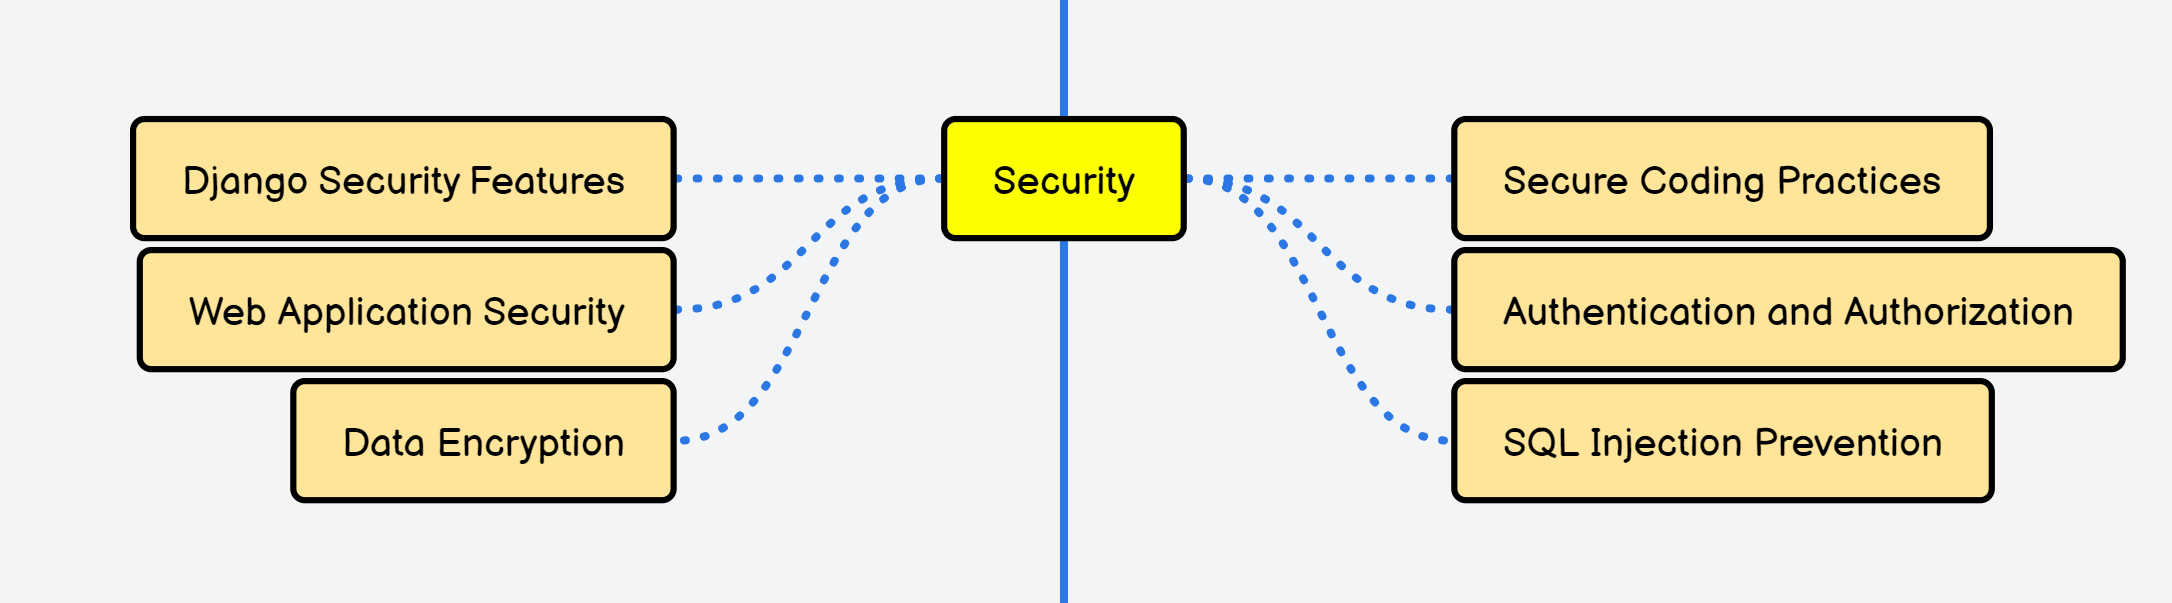 Django Security Features
Web Application Security
Data Encryption
Security
Secure Coding Practices
Authentication and Authorization
SQL Injection Prevention